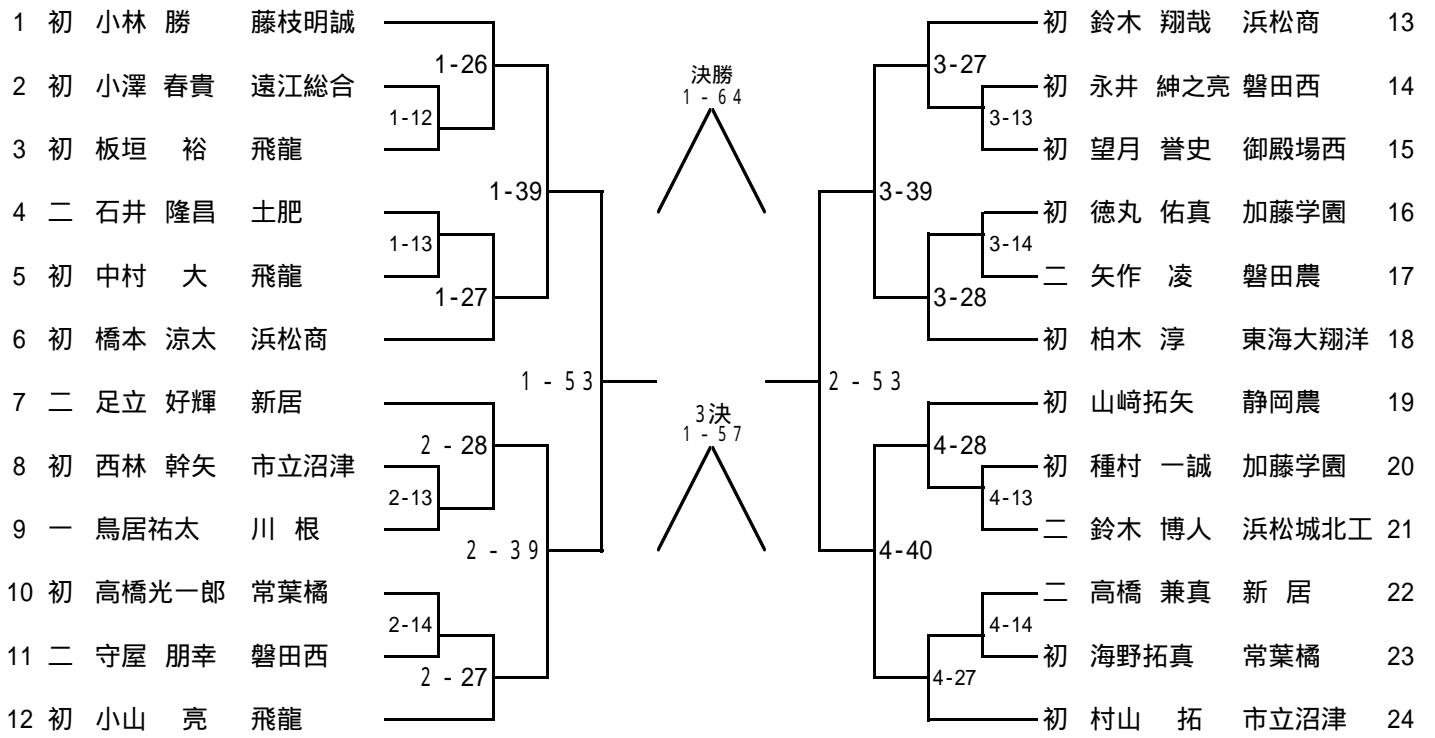 1 初 小林 勝 藤枝明誠
1-26
2 初 小澤 春貴 遠江総合
1-12
3 初 板垣 裕 飛龍
1-39
4 二 石井 隆昌 土肥
1-13
5 初 中村 大 飛龍
1-27
6 初 橋本 涼太 浜松商
1 - 53
7 二 足立 好輝 新居
2 - 28
8 初 西林 幹矢 市立沼津
2-13
9 一 鳥居祐太 川 根
2 - 39
10 初 高橋光一郎 常葉橘
2-14
11 二 守屋 朋幸 磐田西
2 - 27
12 初 小山 亮 飛龍
決勝
1 - 64
3決
1 - 57
初 鈴木 翔哉 浜松商 13
3-27
初 永井 紳之亮 磐田西 14
3-13
初 望月 誉史 御殿場西 15
3-39
初 徳丸 佑真 加藤学園 16
3-14
二 矢作 凌 磐田農 17
3-28
初 柏木 淳 東海大翔洋 18
2 - 53
初 山﨑拓矢 静岡農 19
4-28
初 種村 一誠 加藤学園 20
4-13
二 鈴木 博人 浜松城北工 21
4-40
二 高橋 兼真 新 居 22
4-14
初 海野拓真 常葉橘 23
4-27
初 村山 拓 市立沼津 24